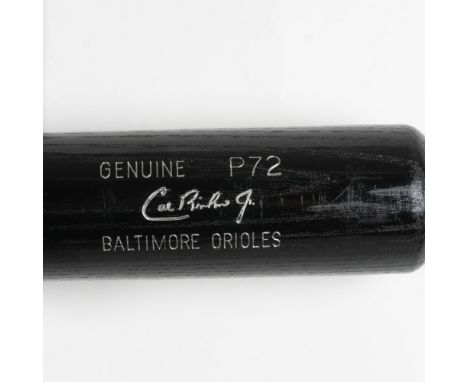 GENUINE P72
Cal Ripken Jr.
BALTIMORE ORIOLES